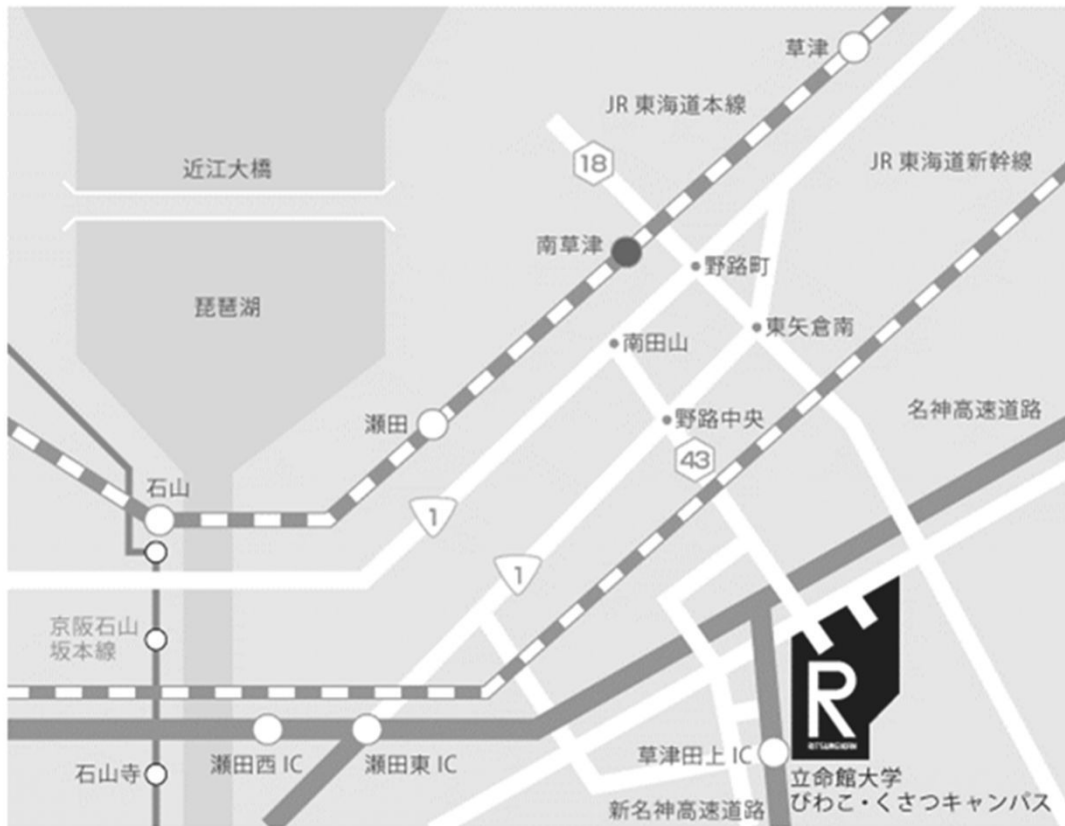 草津
JR 東海道本線
18
JR 東海道新幹線
近江大橋
南草津
野路町
琵琶湖
東矢倉南
南田山
瀬田
野路中央
名神高速道路
43
石山
1
1
京阪石山
坂本線
R
RITSUMEIKAN
草津田上 IC
瀬田西 IC
瀬田東 IC
石山寺
立命館大学
びわこ・くさつキャンパス
新名神高速道路